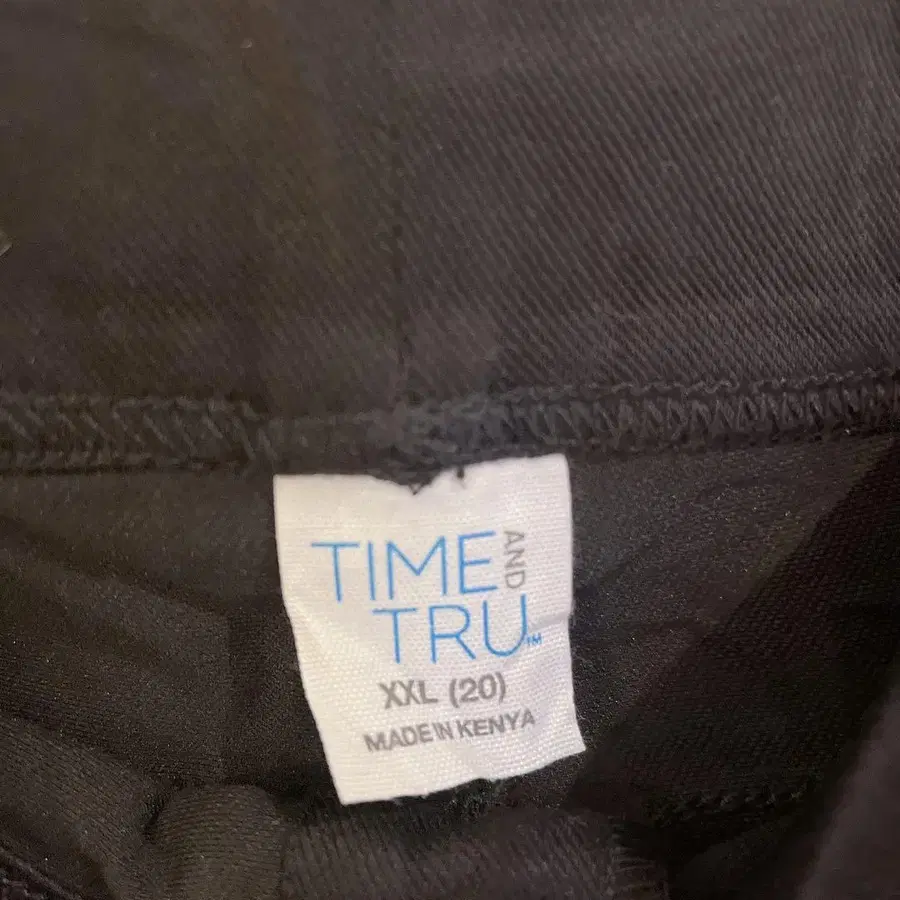 TIME AND
TRU™
XXL (20)
MADE IN KENYA